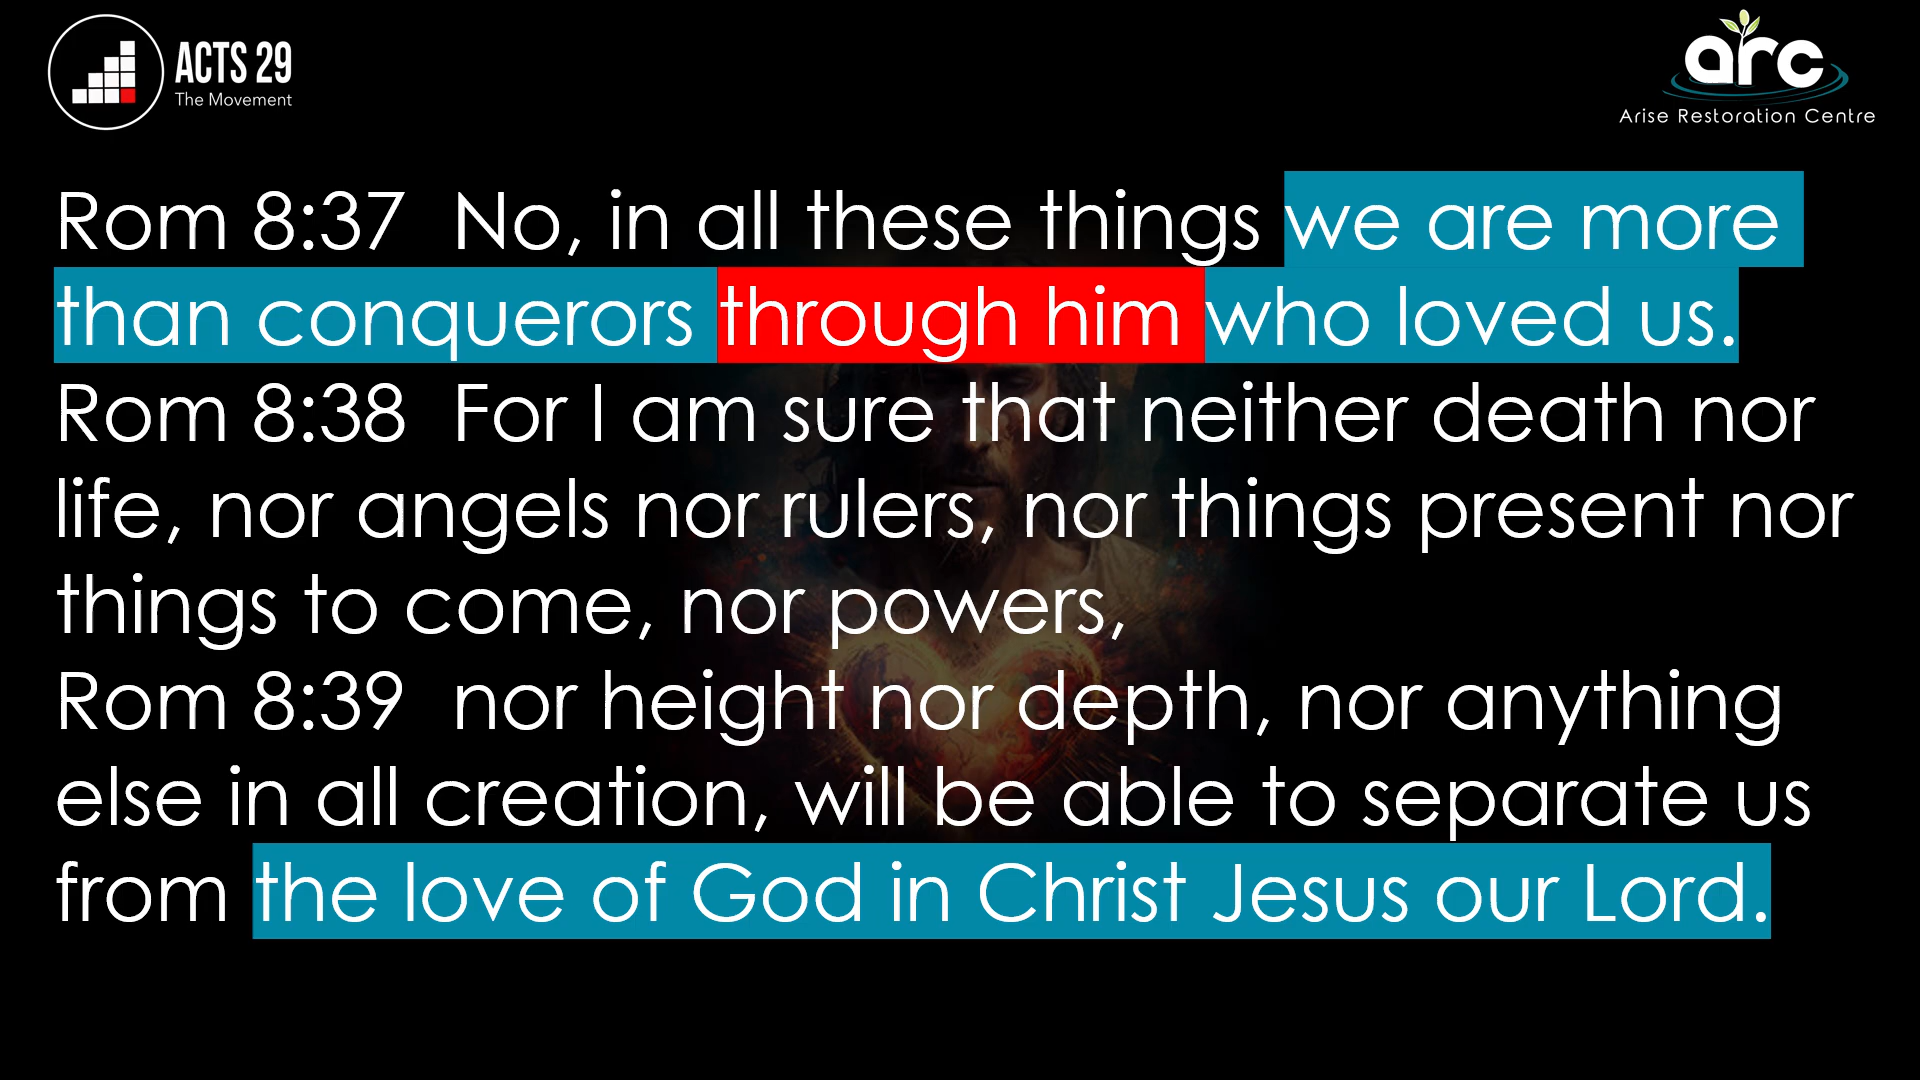 ACTS 29
The Movement
arc
Arise Restoration Centre
Rom 8:37  No, in all these things we are more
than conquerors through him who loved us.
Rom 8:38  For I am sure that neither death nor
life, nor angels nor rulers, nor things present nor
things to come, nor powers,
Rom 8:39  nor height nor depth, nor anything
else in all creation, will be able to separate us
from the love of God in Christ Jesus our Lord.